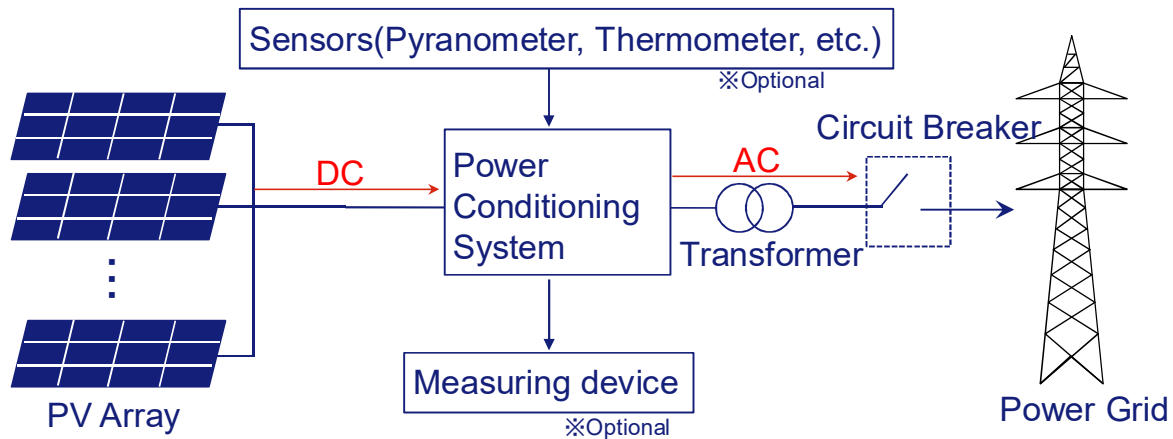 Sensors(Pyranometer, Thermometer, etc.)
※Optional
Circuit Breaker
DC
Power
Conditioning
System
AC
Transformer
Measuring device
※Optional
PV Array
Power Grid